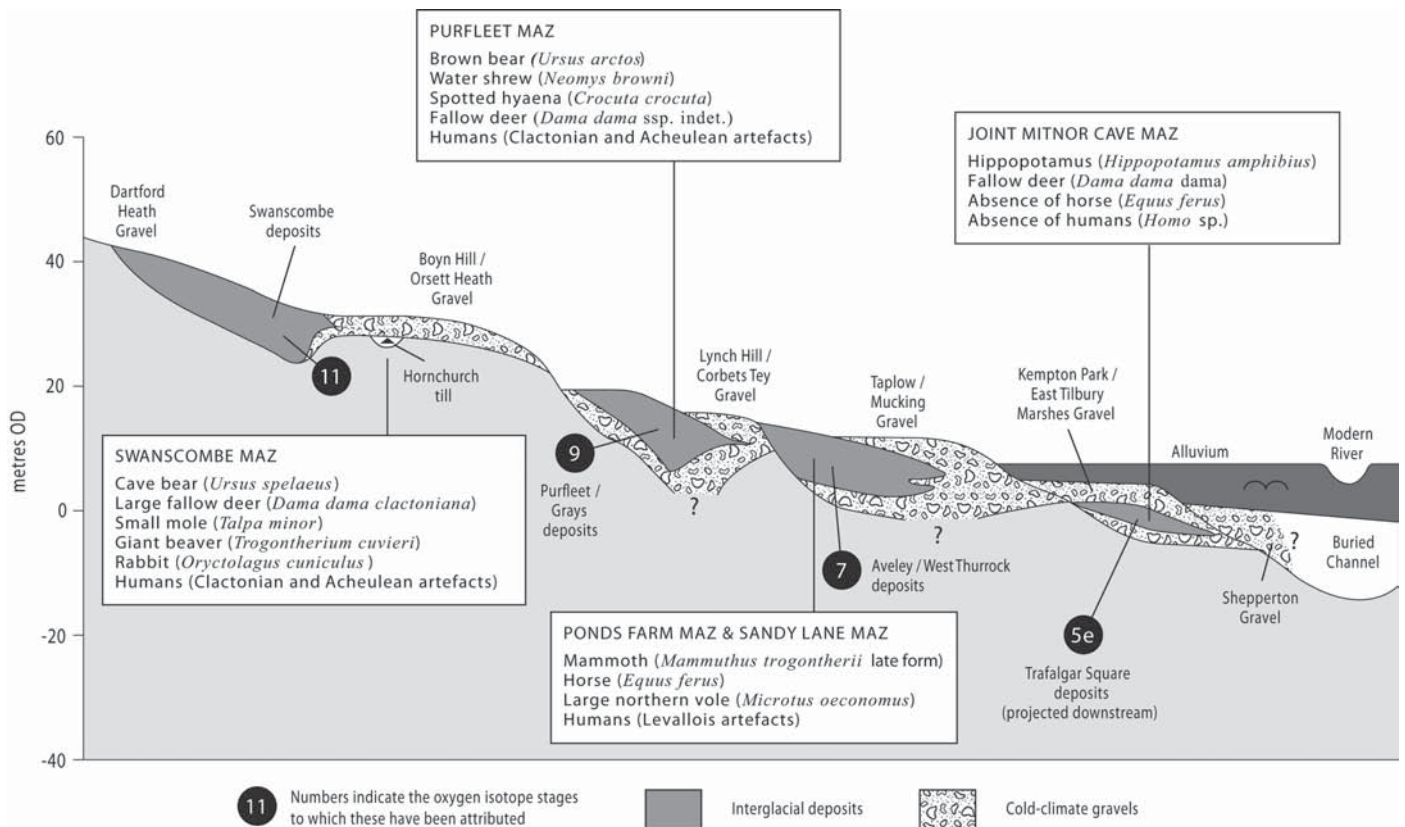 PURFLEET MAZ
Brown bear (Ursus arctos)
Water shrew (Neomys browni)
Spotted hyaena (Crocuta crocuta)
Fallow deer (Dama dama ssp. indet.)
Humans (Clactonian and Acheulean artefacts)
JOINT MITNOR CAVE MAZ
Hippopotamus (Hippopotamus amphibius)
Fallow deer (Dama dama dama)
Absence of horse (Equus ferus)
Absence of humans (Homo sp.)
60
40
20
0
-20
-40
metres OD
Dartford
Heath
Gravel
Swanscombe
deposits
Boyn Hill /
Orsett Heath
Gravel
11
Hornchurch
till
Lynch Hill /
Corbets Tey
Gravel
Taplow /
Mucking
Gravel
Kempton Park /
East Tilbury
Marshes Gravel
Alluvium
Modern
River
9
Purfleet /
Grays
deposits
?
?
7
Aveley / West Thurrock
deposits
?
Buried
Channel
Shepperton
Gravel
5e
Trafalgar Square
deposits
(projected downstream)
SWANSCOMBE MAZ
Cave bear (Ursus spelaeus)
Large fallow deer (Dama dama clactoniana)
Small mole (Talpa minor)
Giant beaver (Trogontherium cuvieri)
Rabbit (Oryctolagus cuniculus )
Humans (Clactonian and Acheulean artefacts)
PONDS FARM MAZ & SANDY LANE MAZ
Mammoth (Mammuthus trogontherii late form)
Horse (Equus ferus)
Large northern vole (Microtus oeconomus)
Humans (Levallois artefacts)
11
Numbers indicate the oxygen isotope stages
to which these have been attributed
Interglacial deposits
Cold-climate gravels